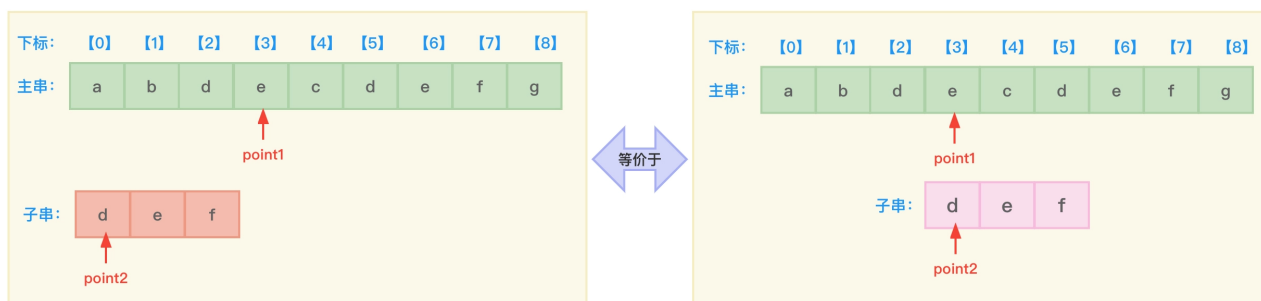 下标： 【0】 【1】 【2】 【3】 【4】 【5】 【6】 【7】 【8】
主串： a b d e c d e f g
point1
子串： d e f
point2
等价于
下标： 【0】 【1】 【2】 【3】 【4】 【5】 【6】 【7】 【8】
主串： a b d e c d e f g
point1
子串： d e f
point2